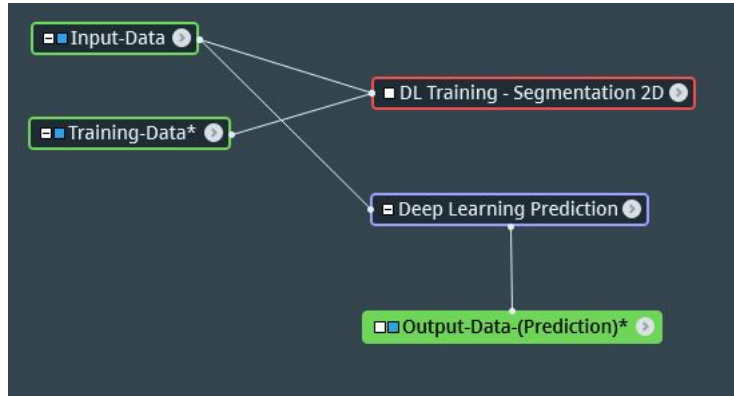 Input-Data
DL Training - Segmentation 2D
Training-Data*
Deep Learning Prediction
Output-Data-(Prediction)*